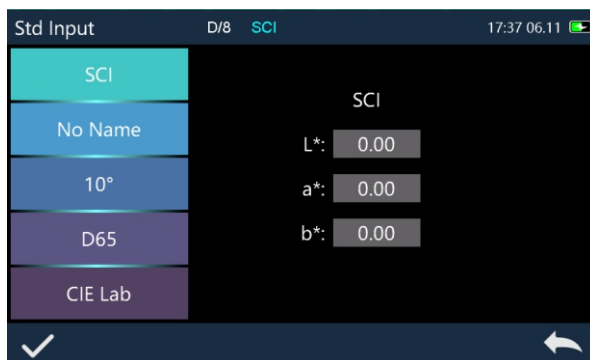 Std Input D/8 SCI 17:37 06.11
SCI
No Name
10°
D65
CIE Lab
SCI
L*: 0.00
a*: 0.00
b*: 0.00